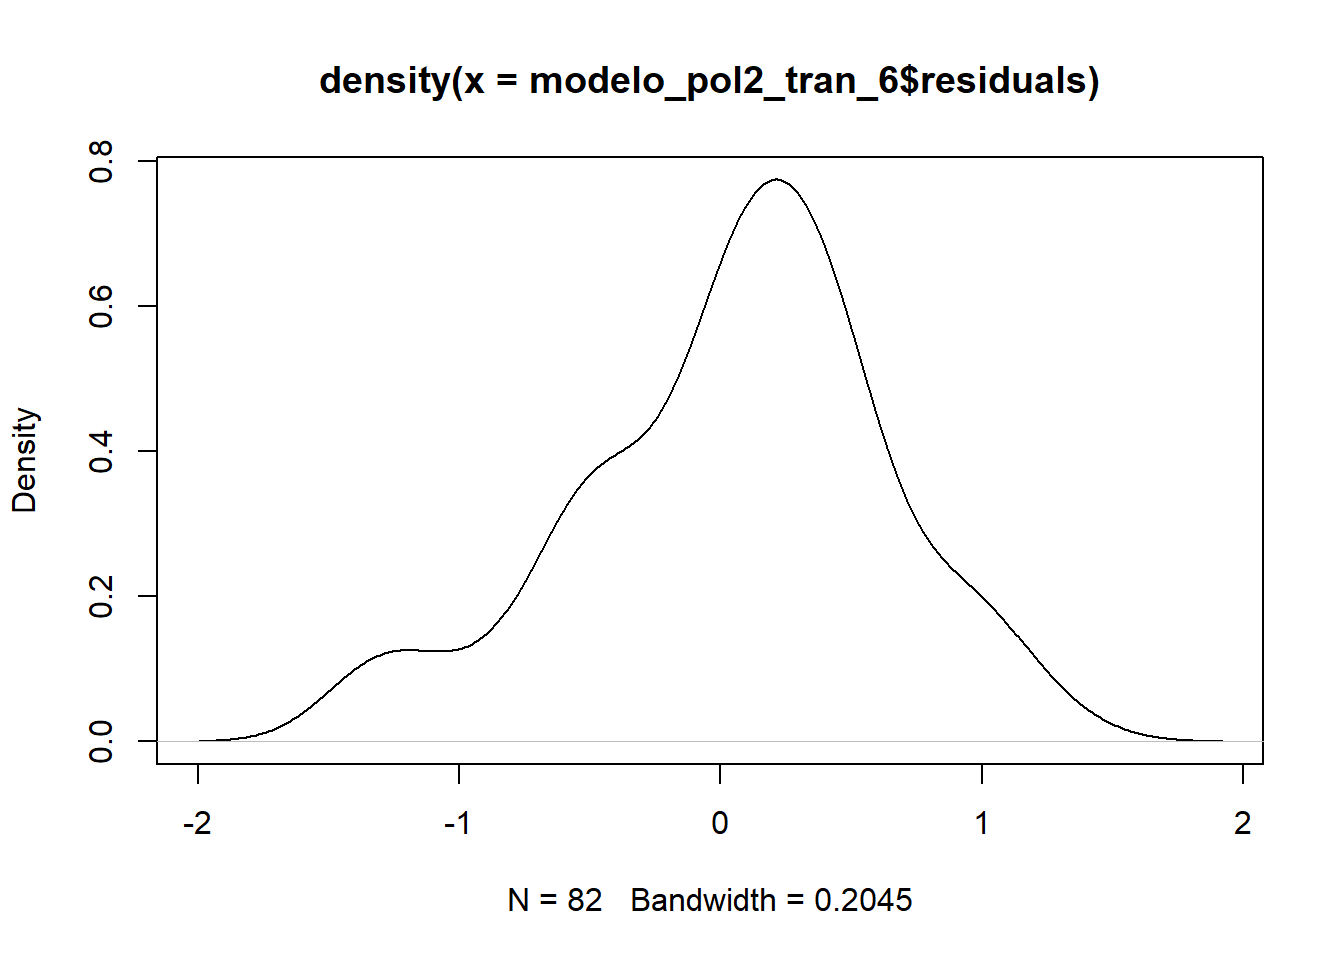 density(x = modelo_pol2_tran_6$residuals)
Density
0.8
0.6
0.4
0.2
0.0
-2 -1 0 1 2
N = 82 Bandwidth = 0.2045